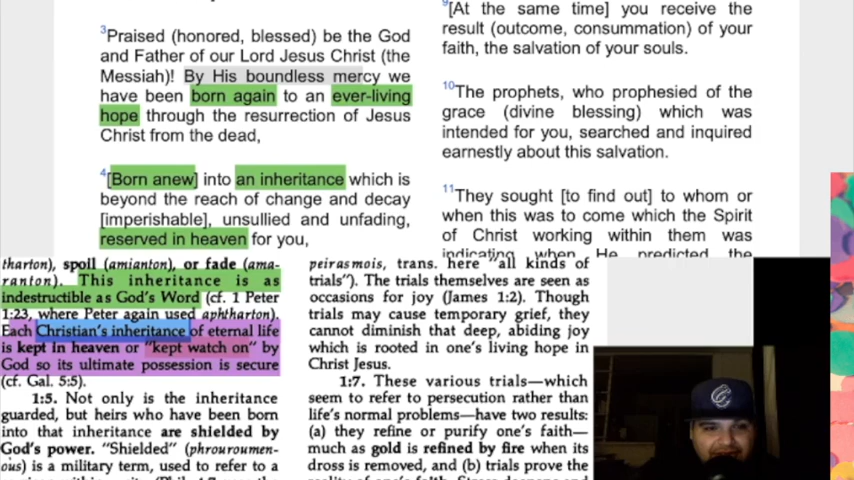 ³Praised (honored, blessed) be the God
and Father of our Lord Jesus Christ (the
Messiah)! By His boundless mercy we
have been born again to an ever-living
hope through the resurrection of Jesus
Christ from the dead,
⁴[Born anew] into an inheritance which is
beyond the reach of change and decay
[imperishable], unsullied and unfading,
reserved in heaven for you,
⁹[At the same time] you receive the
result (outcome, consummation) of your
faith, the salvation of your souls.
¹⁰The prophets, who prophesied of the
grace (divine blessing) which was
intended for you, searched and inquired
earnestly about this salvation.
¹¹They sought [to find out] to whom or
when this was to come which the Spirit
of Christ working within them was
indicating when He predicted the
tharton), spoil (amianton), or fade (ama-
ranton). This inheritance is as
indestructible as God's Word (cf. 1 Peter
1:23, where Peter again used aphtharton).
Each Christian's inheritance of eternal life
is kept in heaven or "kept watch on" by
God so its ultimate possession is secure
(cf. Gal. 5:5).
1:5. Not only is the inheritance
guarded, but heirs who have been born
into that inheritance are shielded by
God's power. "Shielded" (phrouroumen-
ous) is a military term, used to refer to a
peirasmois, trans. here "all kinds of
trials"). The trials themselves are seen as
occasions for joy (James 1:2). Though
trials may cause temporary grief, they
cannot diminish that deep, abiding joy
which is rooted in one's living hope in
Christ Jesus.
1:7. These various trials—which
seem to refer to persecution rather than
life's normal problems—have two results:
(a) they refine or purify one's faith—
much as gold is refined by fire when its
dross is removed, and (b) trials prove the